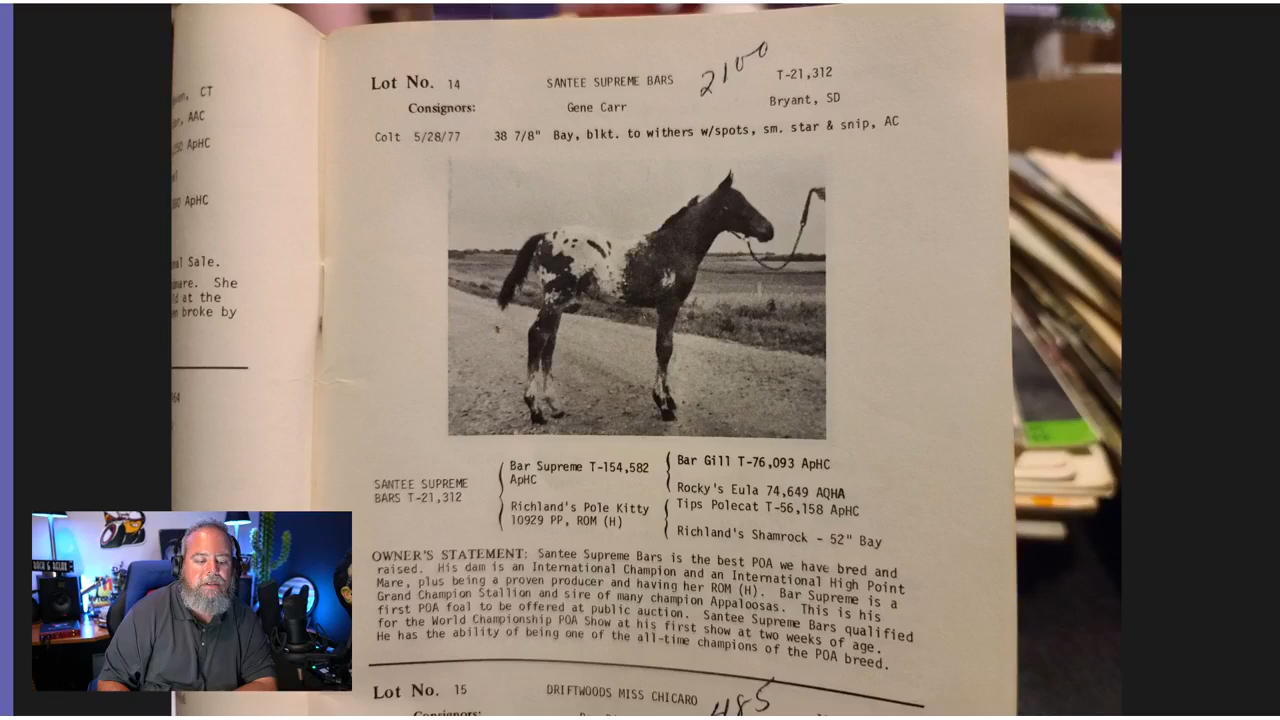 CT
AAC
ApHC
ApHC
Sale.
She
at the
broke by
Lot No. 14 SANTEE SUPREME BARS 2100 T-21,312
Consignors: Gene Carr Bryant, SD
Colt 5/28/77 38 7/8" Bay, blkt. to withers w/spots, sm. star & snip, AC
SANTEE SUPREME
BARS T-21,312
Bar Supreme T-154,582
ApHC
Richland's Pole Kitty
10929 PP, ROM (H)
Bar Gill T-76,093 ApHC
Rocky's Eula 74,649 AQHA
Tips Polecat T-56,158 ApHC
Richland's Shamrock - 52" Bay
OWNER'S STATEMENT: Santee Supreme Bars is the best POA we have bred and
raised. His dam is an International Champion and an International High Point
Mare, plus being a proven producer and having her ROM (H). Bar Supreme is a
Grand Champion Stallion and sire of many champion Appaloosas. This is his
first POA foal to be offered at public auction. Santee Supreme Bars qualified
for the World Championship POA Show at his first show at two weeks of age.
He has the ability of being one of the all-time champions of the POA breed.
Lot No. 15 DRIFTWOODS MISS CHICARO 485
Consignors:
ROCK & RELAX